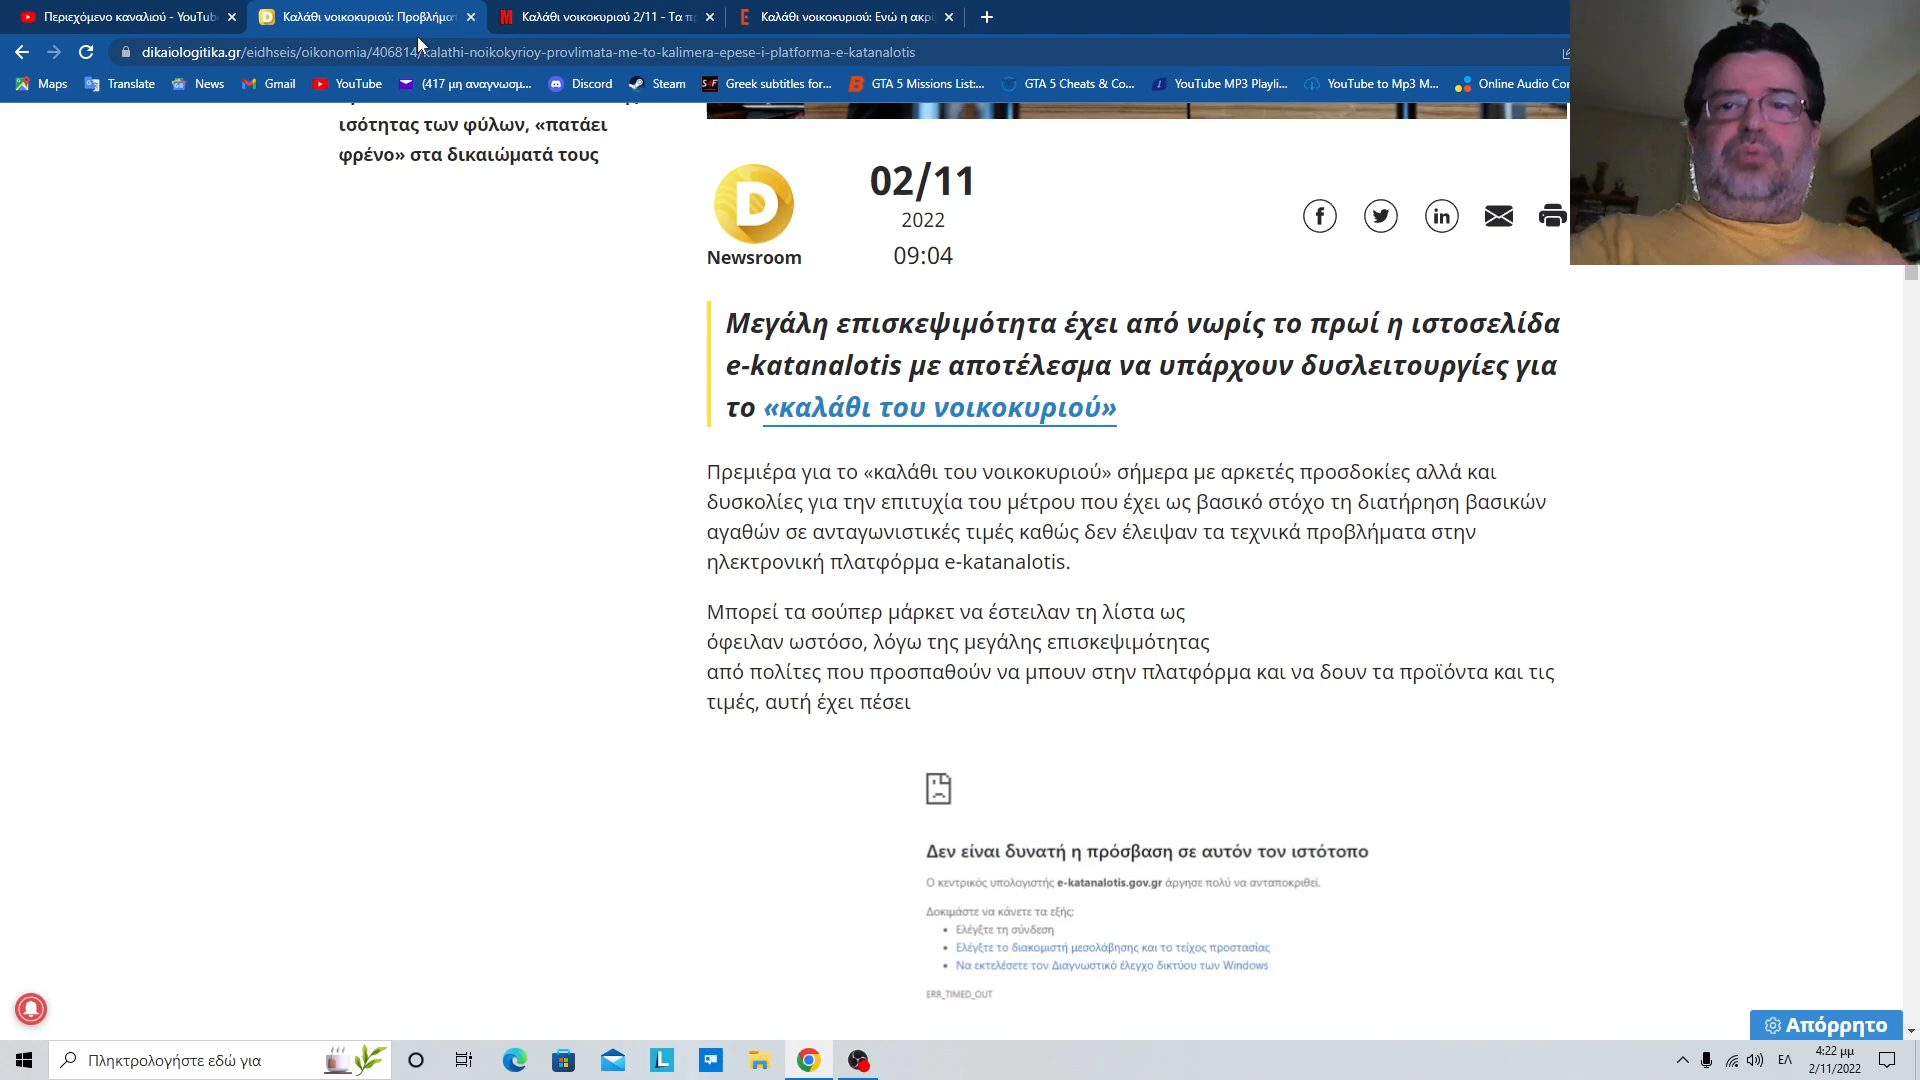 Περιεχόμενο καναλιού - YouTub
Καλάθι νοικοκυριού: Προβλήματ
Καλάθι νοικοκυριού 2/11 - Τα π
Καλάθι νοικοκυριού: Ενώ η ακρί
dikaiologitika.gr/eidhseis/oikonomia/406814/kalathi-noikokyrioy-provlimata-me-to-kalimera-epese-i-platforma-e-katanalotis
Maps
Translate
News
Gmail
YouTube
(417 μη αναγνωσμ...
Discord
Steam
Greek subtitles for...
GTA 5 Missions List:...
GTA 5 Cheats & Co...
YouTube MP3 Playli...
YouTube to Mp3 M...
Online Audio Con
ισότητας των φύλων, «πατάει
φρένο» στα δικαιώματά τους
D
Newsroom
02/11
2022
09:04
Μεγάλη επισκεψιμότητα έχει από νωρίς το πρωί η ιστοσελίδα
e-katanalotis με αποτέλεσμα να υπάρχουν δυσλειτουργίες για
το «καλάθι του νοικοκυριού»
Πρεμιέρα για το «καλάθι του νοικοκυριού» σήμερα με αρκετές προσδοκίες αλλά και
δυσκολίες για την επιτυχία του μέτρου που έχει ως βασικό στόχο τη διατήρηση βασικών
αγαθών σε ανταγωνιστικές τιμές καθώς δεν έλειψαν τα τεχνικά προβλήματα στην
ηλεκτρονική πλατφόρμα e-katanalotis.
Μπορεί τα σούπερ μάρκετ να έστειλαν τη λίστα ως
όφειλαν ωστόσο, λόγω της μεγάλης επισκεψιμότητας
από πολίτες που προσπαθούν να μπουν στην πλατφόρμα και να δουν τα προϊόντα και τις
τιμές, αυτή έχει πέσει
Δεν είναι δυνατή η πρόσβαση σε αυτόν τον ιστότοπο
Ο κεντρικός υπολογιστής e-katanalotis.gov.gr άργησε πολύ να ανταποκριθεί.
Δοκιμάστε να κάνετε τα εξής:
• Ελέγξτε τη σύνδεση
• Ελέγξτε το διακομιστή μεσολάβησης και το τείχος προστασίας
• Να εκτελέσετε τον Διαγνωστικό έλεγχο δικτύου των Windows
ERR_TIMED_OUT
Απόρρητο
Πληκτρολογήστε εδώ για
ΕΛ
4:22 μμ
2/11/2022